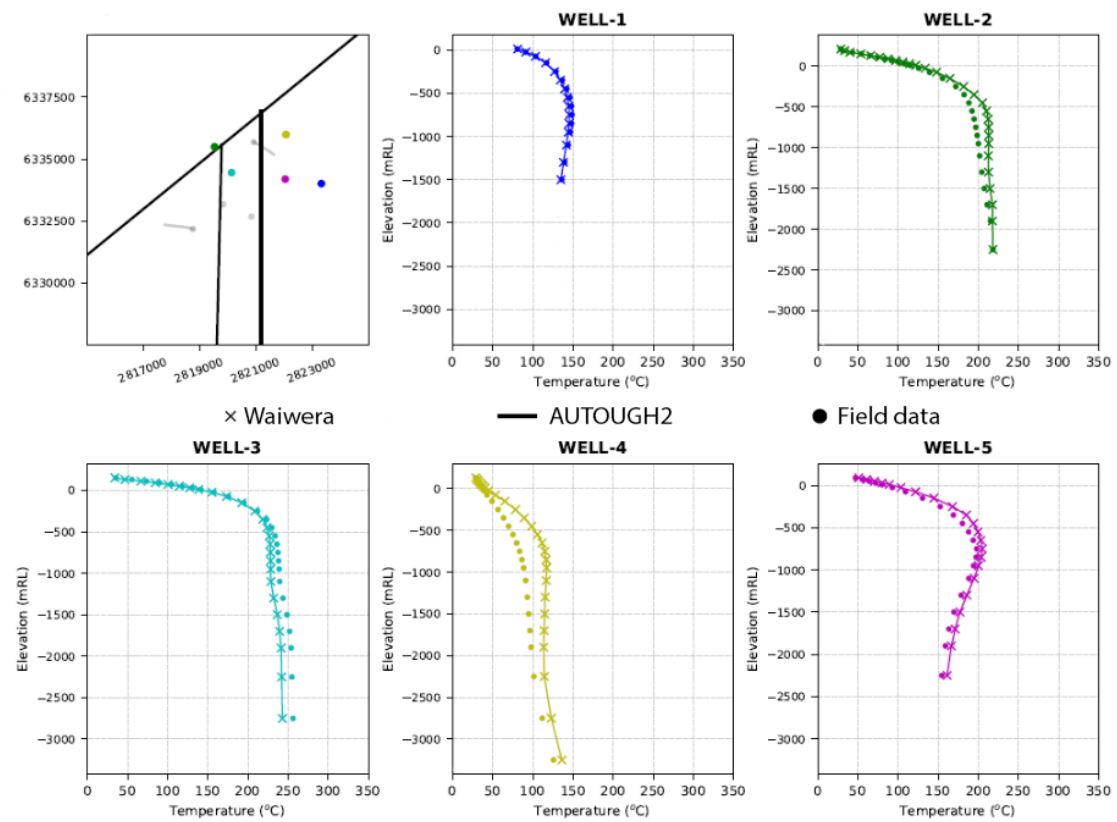 WELL-1
WELL-2
6337500
6335000
6332500
6330000
2817000
2819000
2821000
2823000
Elevation (mRL)
0
−500
−1000
−1500
−2000
−2500
−3000
0 50 100 150 200 250 300 350
Temperature (°C)
Elevation (mRL)
0
−500
−1000
−1500
−2000
−2500
−3000
0 50 100 150 200 250 300 350
Temperature (°C)
× Waiwera
AUTOUGH2
Field data
WELL-3
WELL-4
WELL-5
Elevation (mRL)
0
−500
−1000
−1500
−2000
−2500
−3000
0 50 100 150 200 250 300 350
Temperature (°C)
Elevation (mRL)
0
−500
−1000
−1500
−2000
−2500
−3000
0 50 100 150 200 250 300 350
Temperature (°C)
Elevation (mRL)
0
−500
−1000
−1500
−2000
−2500
−3000
0 50 100 150 200 250 300 350
Temperature (°C)